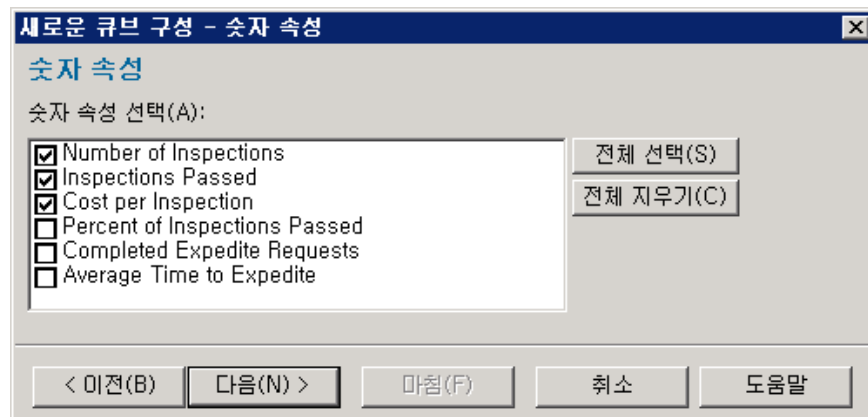 새로운 큐브 구성 - 숫자 속성
숫자 속성
숫자 속성 선택(A):
Number of Inspections
Inspections Passed
Cost per Inspection
Percent of Inspections Passed
Completed Expedite Requests
Average Time to Expedite
전체 선택(S)
전체 지우기(C)
< 이전(B) 다음(N) > 마침(F) 취소 도움말